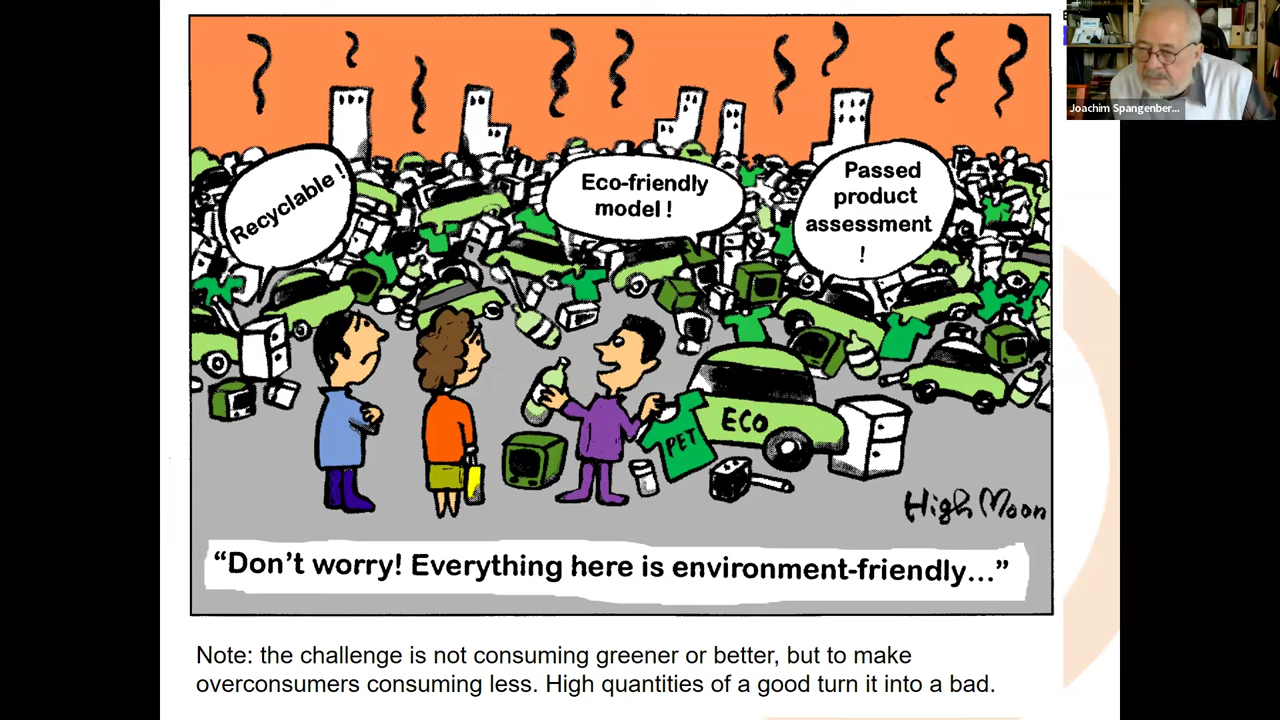 Joachim Spangenber...
Recyclable !
Eco-friendly
model !
Passed
product
assessment
!
ECO
PET
High Moon
“Don’t worry! Everything here is environment-friendly...”
Note: the challenge is not consuming greener or better, but to make
overconsumers consuming less. High quantities of a good turn it into a bad.